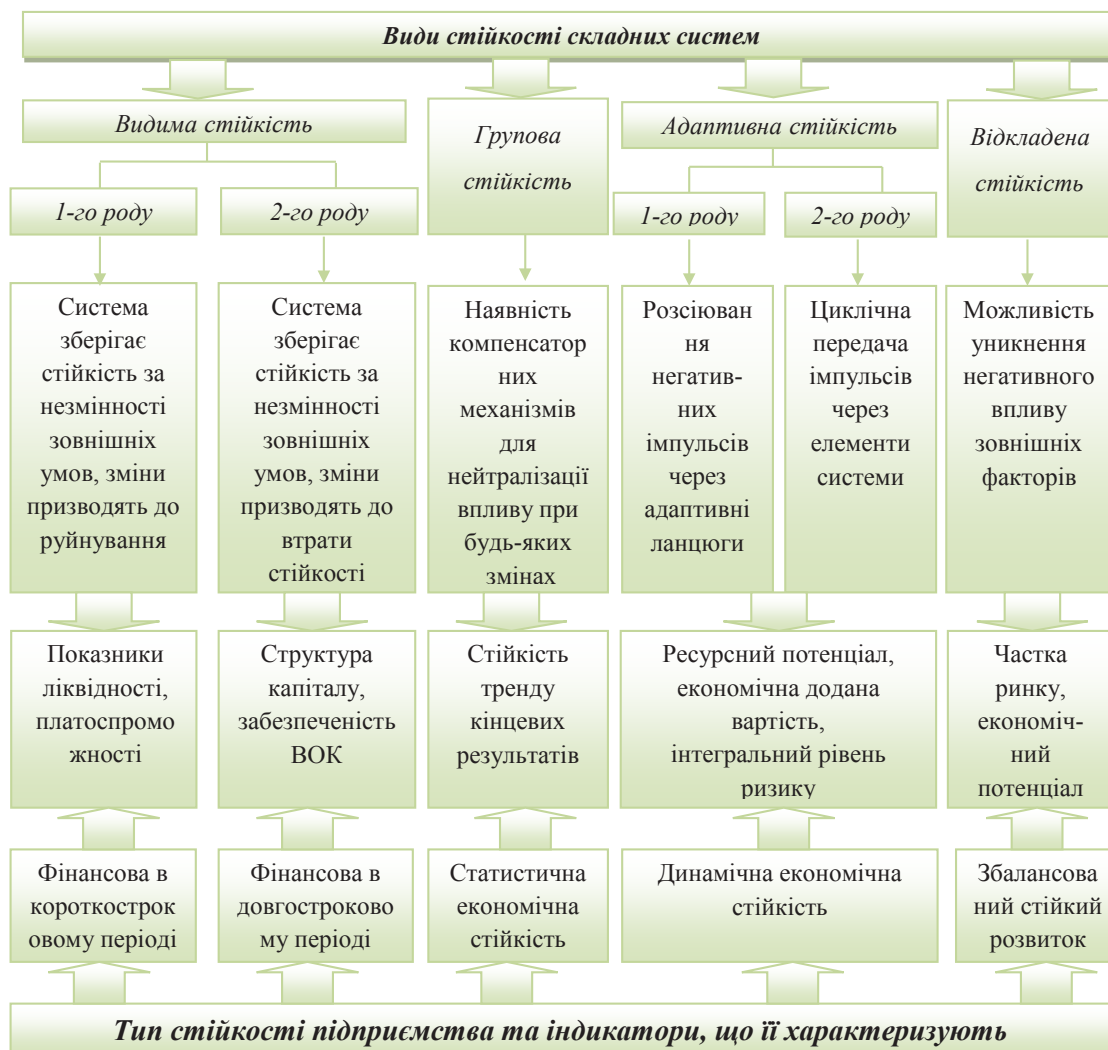 Види стійкості складних систем
Видима стійкість
Групова
стійкість
Адаптивна стійкість
Відкладена
стійкість
1-го роду
2-го роду
1-го роду
2-го роду
Система
зберігає
стійкість за
незмінності
зовнішніх
умов, зміни
призводять до
руйнування
Система
зберігає
стійкість за
незмінності
зовнішніх
умов, зміни
призводять до
втрати
стійкості
Наявність
компенсатор
них
механізмів
для
нейтралізації
впливу при
будь-яких
змінах
Розсіюван
ня
негатив-
них
імпульсів
через
адаптивні
ланцюги
Циклічна
передача
імпульсів
через
елементи
системи
Можливість
уникнення
негативного
впливу
зовнішніх
факторів
Показники
ліквідності,
платоспромо
жності
Структура
капіталу,
забезпеченість
ВОК
Стійкість
тренду
кінцевих
результатів
Ресурсний потенціал,
економічна додана
вартість,
інтегральний рівень
ризику
Частка
ринку,
економіч-
ний
потенціал
Фінансова в
короткострок
овому періоді
Фінансова в
довгостроково
му періоді
Статистична
економічна
стійкість
Динамічна економічна
стійкість
Збалансова
ний стійкий
розвиток
Тип стійкості підприємства та індикатори, що її характеризують